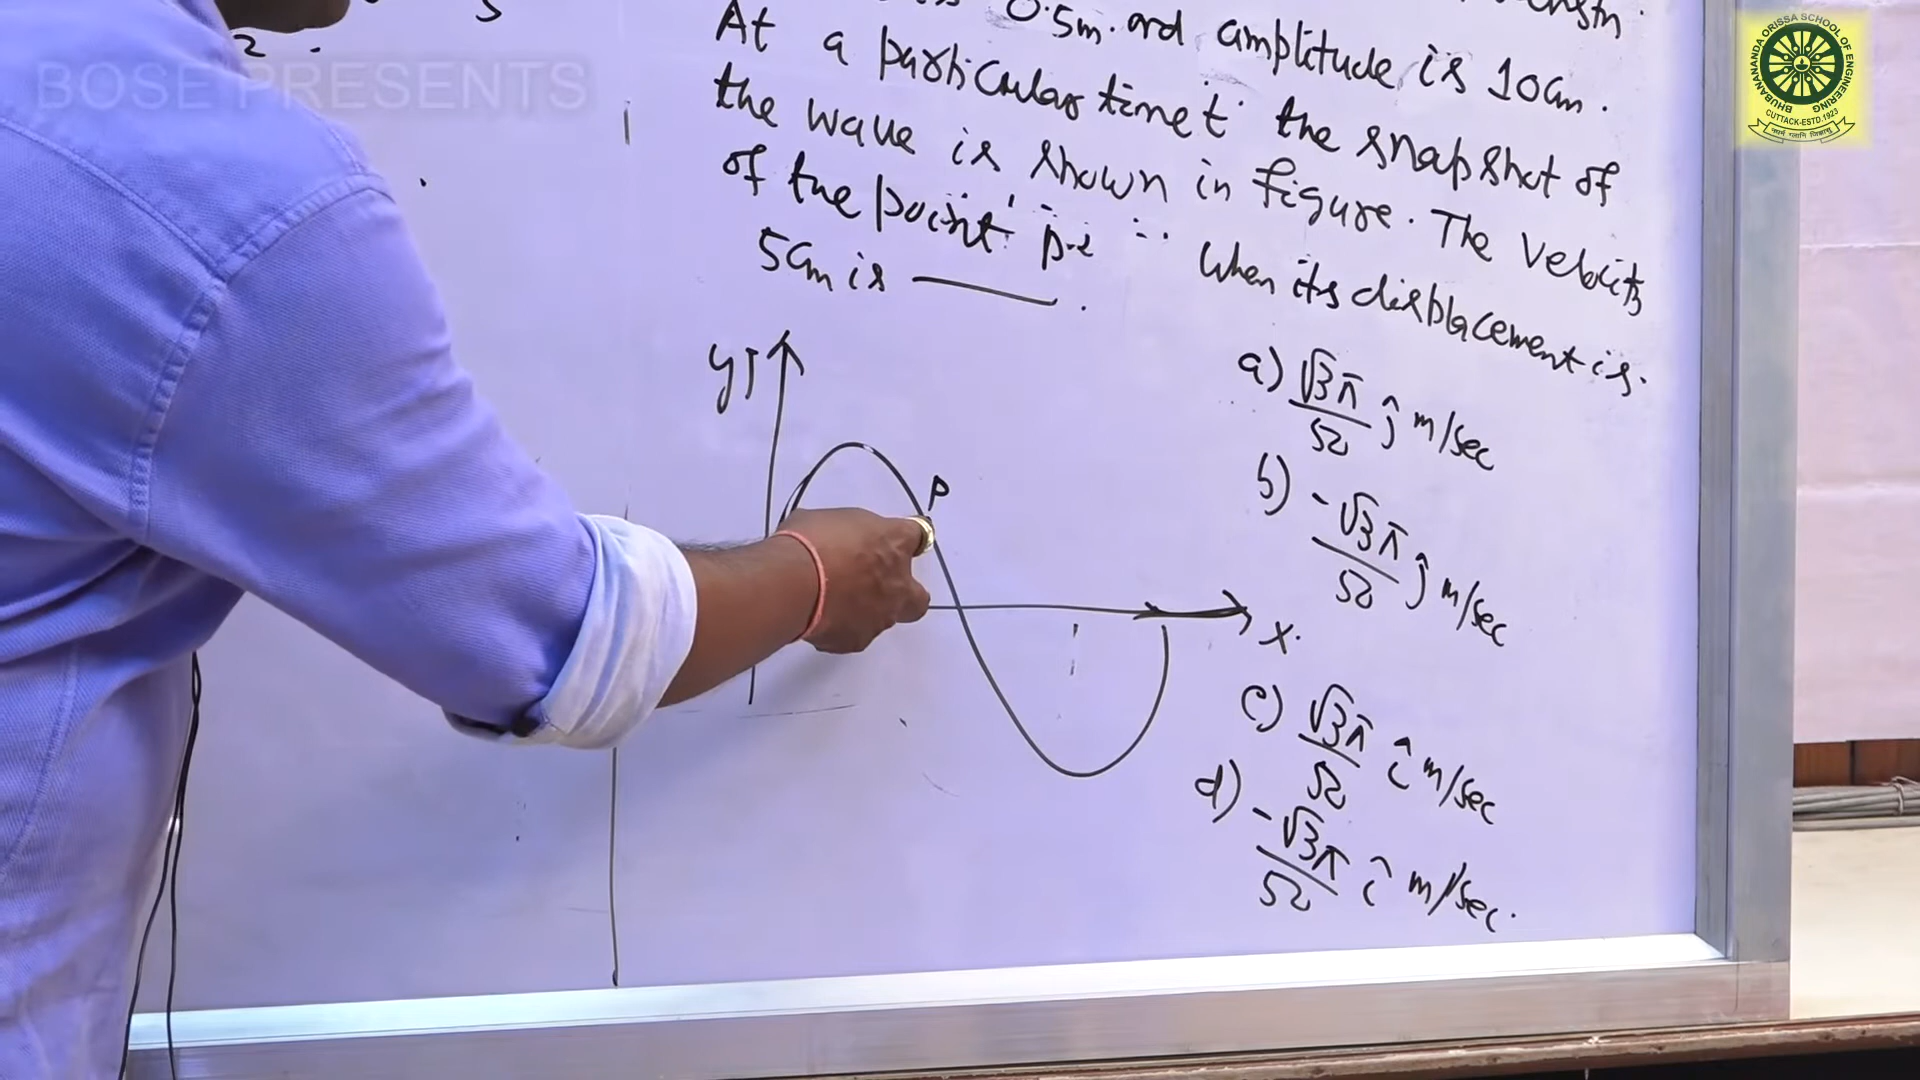 BOSE PRESENTS
2
0.5m. and amplitude is 10cm.
At a particular time t the snapshot of
the wave is shown in figure. The velocity
of the point p when its displacement is
5cm is
y
P
X
a) √3π/50 ĵ m/sec
b) -√3π/50 ĵ m/sec
c) √3π/50 î m/sec
d) -√3π/50 î m/sec.
BHUBANANANDA ORISSA SCHOOL OF ENGINEERING
CUTTACK-ESTD.1923